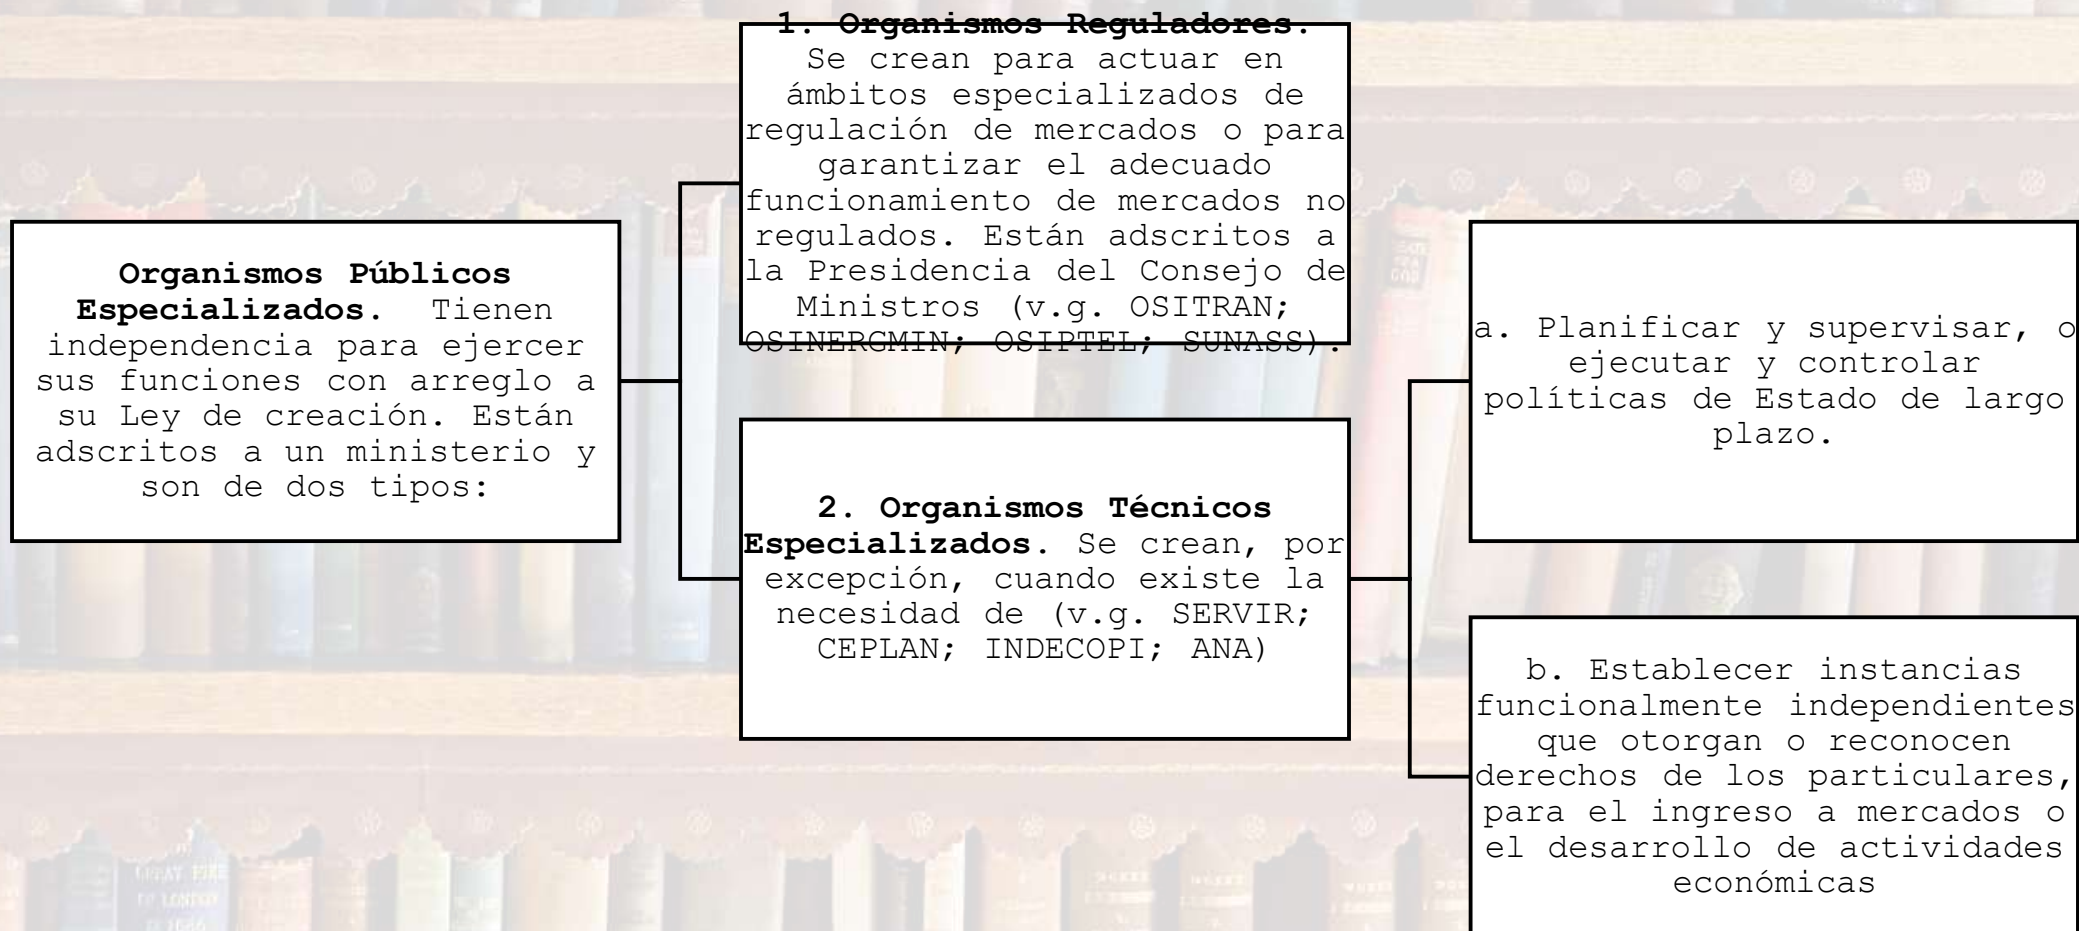 Organismos Públicos
Especializados. Tienen
independencia para ejercer
sus funciones con arreglo a
su Ley de creación. Están
adscritos a un ministerio y
son de dos tipos:
1. Organismos Reguladores.
Se crean para actuar en
ámbitos especializados de
regulación de mercados o para
garantizar el adecuado
funcionamiento de mercados no
regulados. Están adscritos a
la Presidencia del Consejo de
Ministros (v.g. OSITRAN;
OSINERGMIN; OSIPTEL; SUNASS).
2. Organismos Técnicos
Especializados. Se crean, por
excepción, cuando existe la
necesidad de (v.g. SERVIR;
CEPLAN; INDECOPI; ANA)
a. Planificar y supervisar, o
ejecutar y controlar
políticas de Estado de largo
plazo.
b. Establecer instancias
funcionalmente independientes
que otorgan o reconocen
derechos de los particulares,
para el ingreso a mercados o
el desarrollo de actividades
económicas